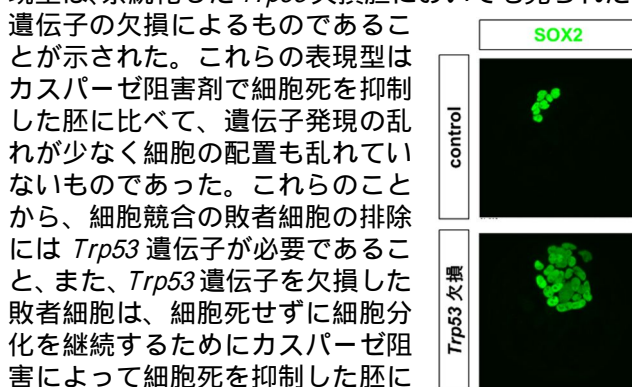 遺伝子の欠損によるものであるこ
とが示された。これらの表現型は
カスパーゼ阻害剤で細胞死を抑制
した胚に比べて、遺伝子発現の乱
れが少なく細胞の配置も乱れてい
ないものであった。これらのこと
から、細胞競合の敗者細胞の排除
には Trp53 遺伝子が必要であるこ
と、また、Trp53 遺伝子を欠損した
敗者細胞は、細胞死せずに細胞分
化を継続するためにカスパーゼ阻
害によって細胞死を抑制した胚に
SOX2
control
Trp53 欠損